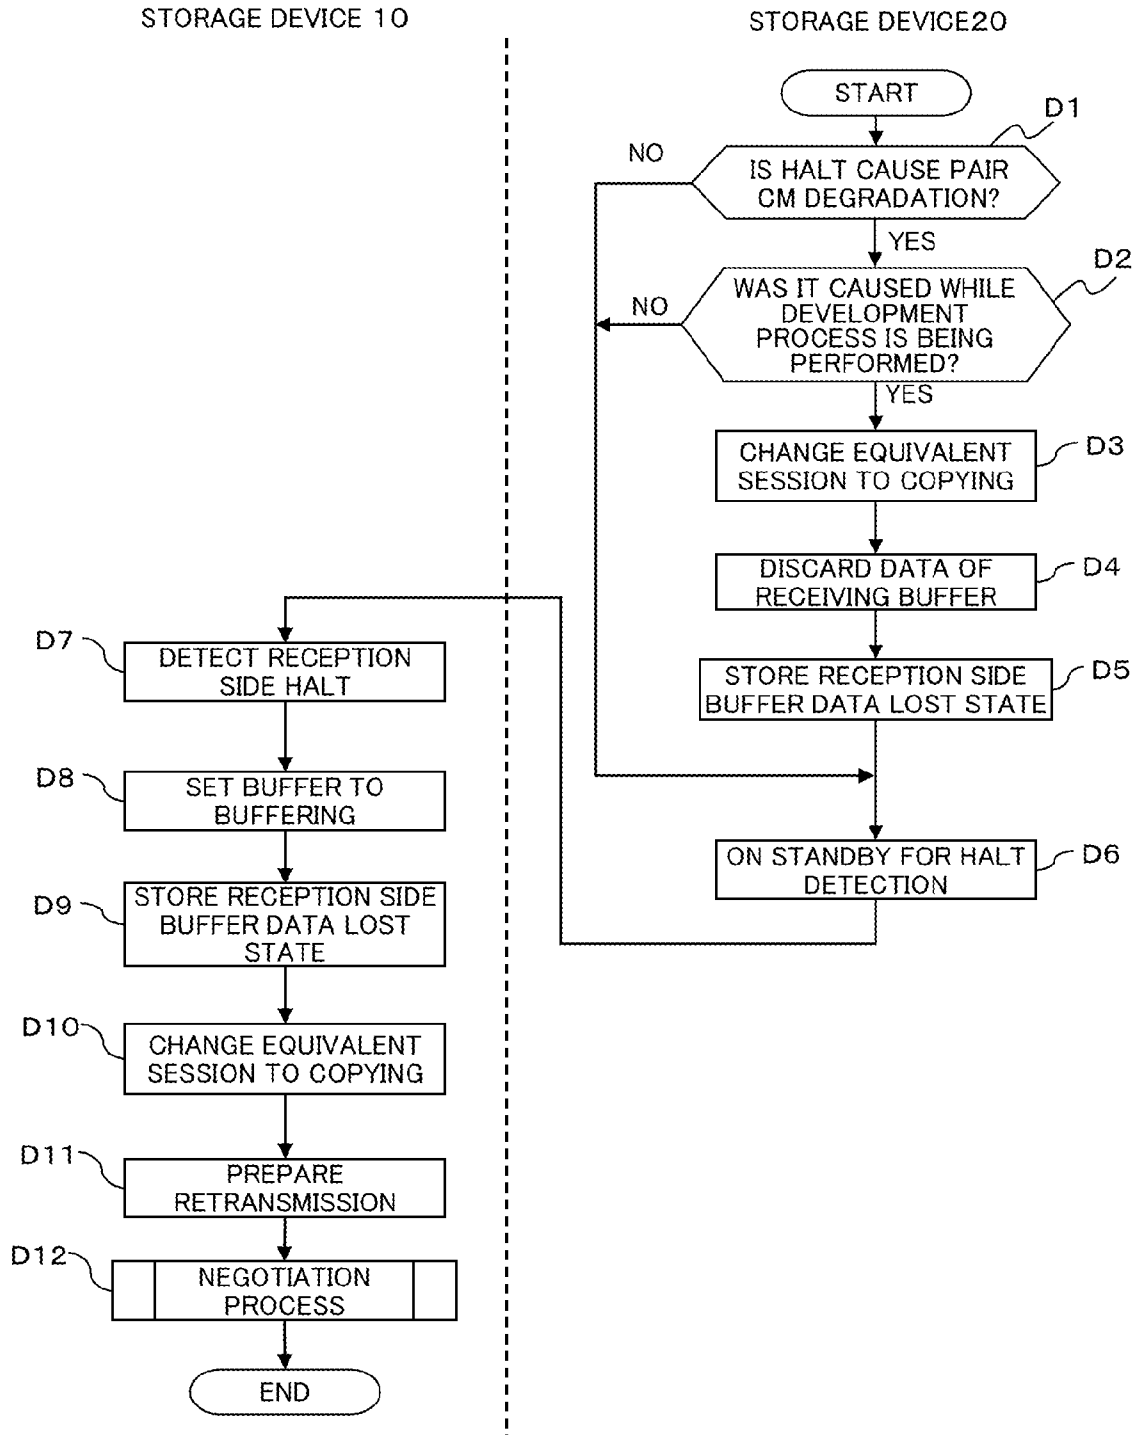 STORAGE DEVICE 10
STORAGE DEVICE20
START
D1
IS HALT CAUSE PAIR
CM DEGRADATION?
NO
YES
D2
WAS IT CAUSED WHILE
DEVELOPMENT
PROCESS IS BEING
PERFORMED?
NO
YES
D3
CHANGE EQUIVALENT
SESSION TO COPYING
D4
DISCARD DATA OF
RECEIVING BUFFER
D5
STORE RECEPTION SIDE
BUFFER DATA LOST STATE
D6
ON STANDBY FOR HALT
DETECTION
D7
DETECT RECEPTION
SIDE HALT
D8
SET BUFFER TO
BUFFERING
D9
STORE RECEPTION SIDE
BUFFER DATA LOST
STATE
D10
CHANGE EQUIVALENT
SESSION TO COPYING
D11
PREPARE
RETRANSMISSION
D12
NEGOTIATION
PROCESS
END